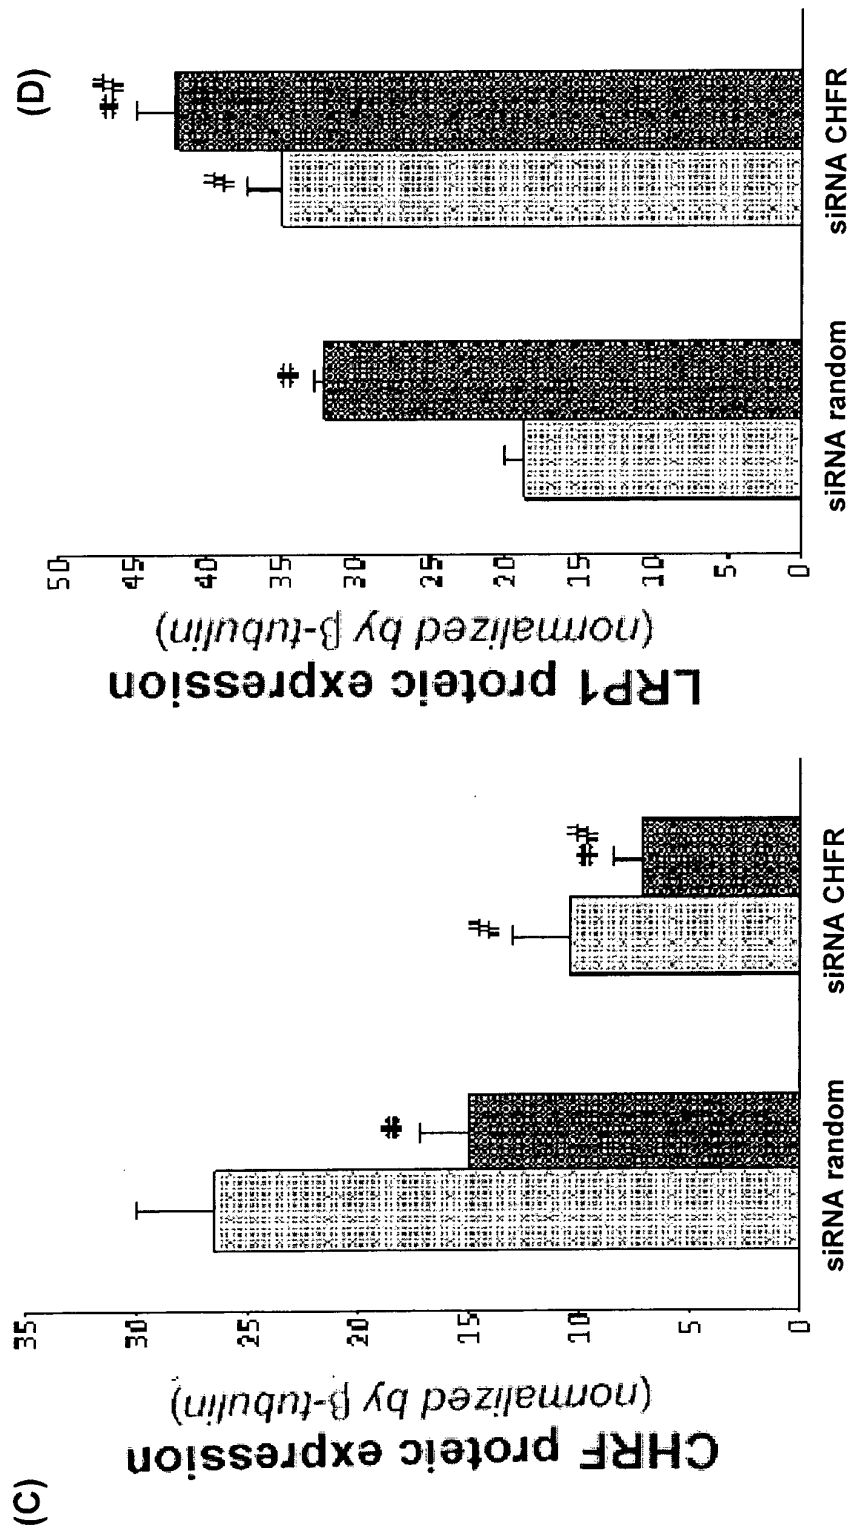 (C)
CHRF proteic expression
(normalized by β-tubulin)
35
30
25
20
15
10
5
0
#
#
# #
siRNA random
siRNA CHFR
(D)
LRP1 proteic expression
(normalized by β-tubulin)
50
45
40
35
30
25
20
15
10
5
0
#
#
# #
siRNA random
siRNA CHFR